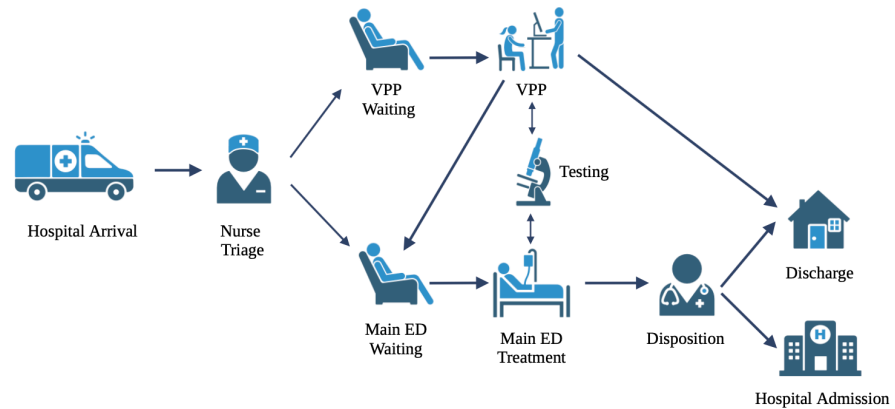 VPP
Waiting
VPP
Testing
Hospital Arrival
Nurse
Triage
Discharge
Main ED
Waiting
Main ED
Treatment
Disposition
H
Hospital Admission